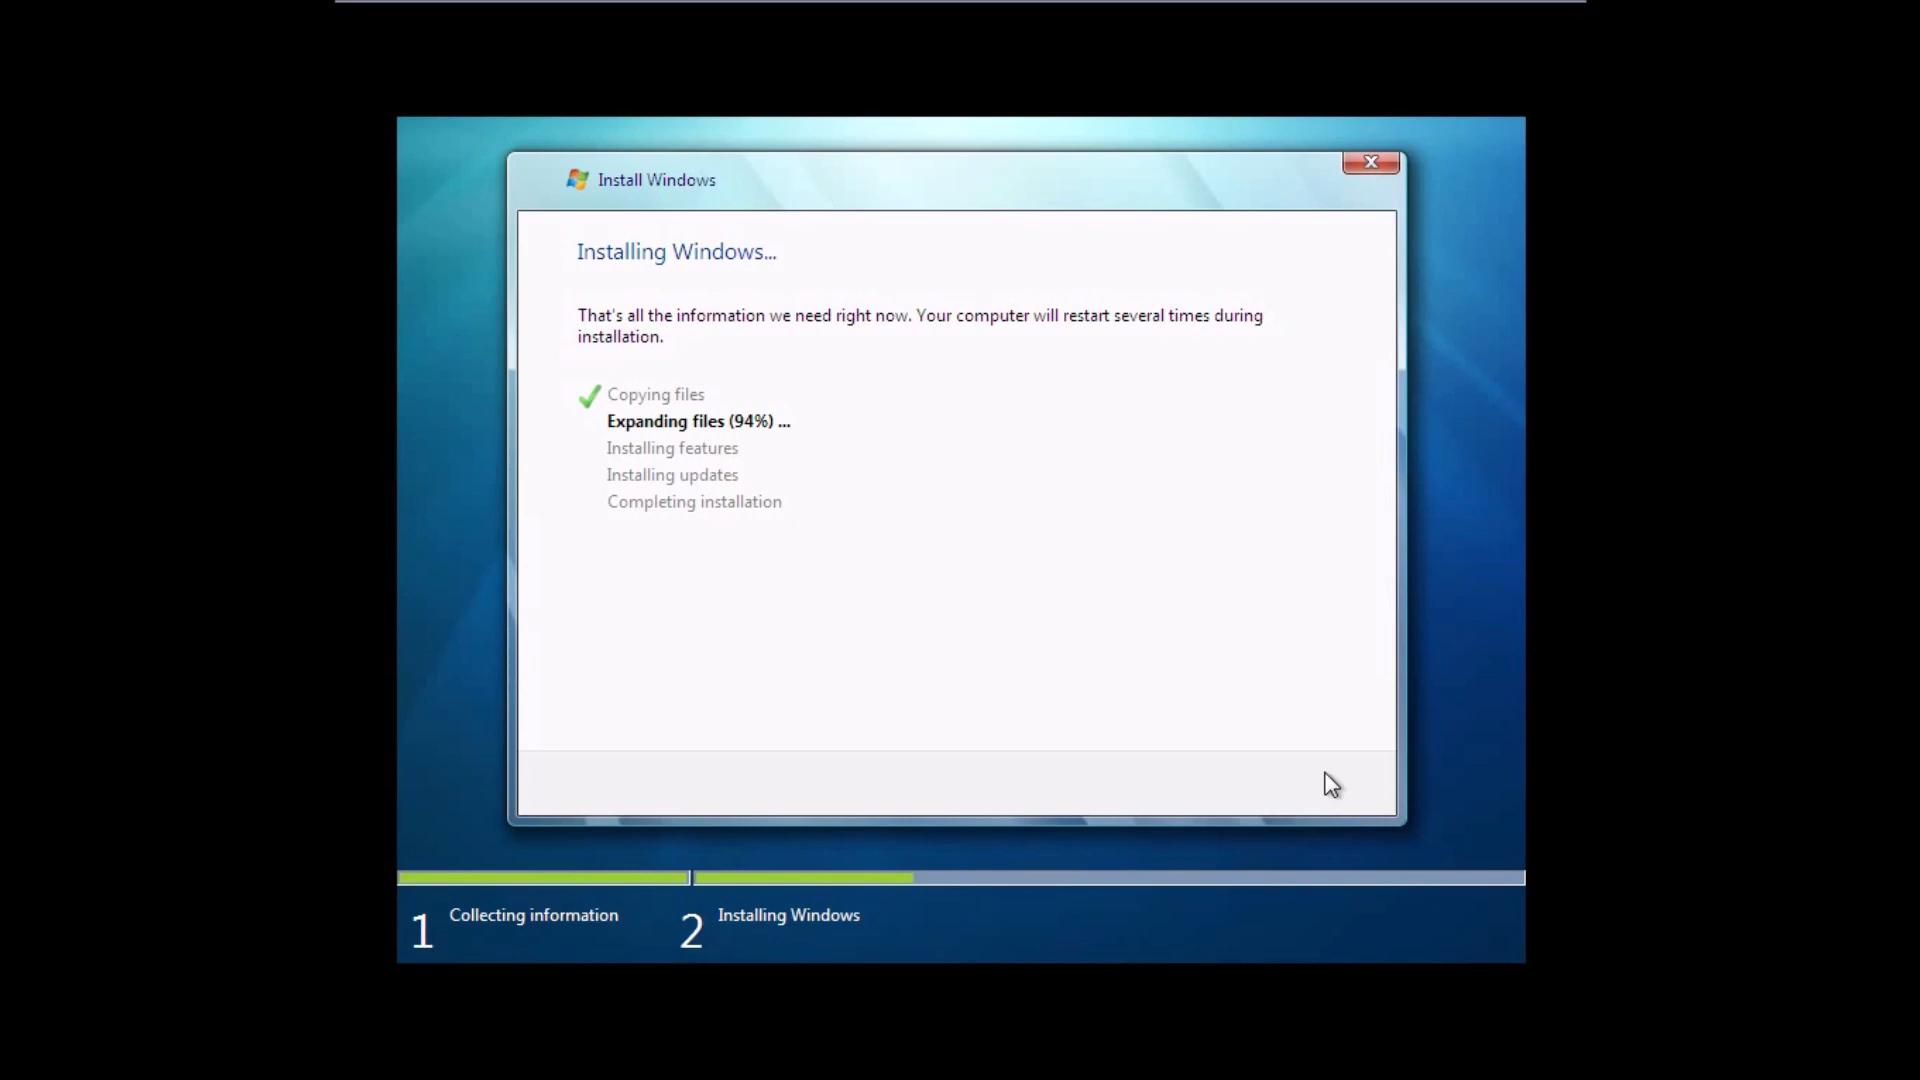 Install Windows
Installing Windows...
That's all the information we need right now. Your computer will restart several times during
installation.
Copying files
Expanding files (94%) ...
Installing features
Installing updates
Completing installation
1 Collecting information 2 Installing Windows